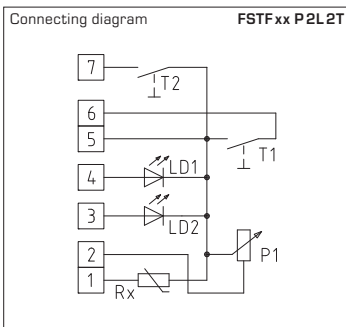 Connecting diagram FSTFxx P2L2T
7
T2
6
5
T1
4
LD1
3
LD2
2
P1
1
Rx